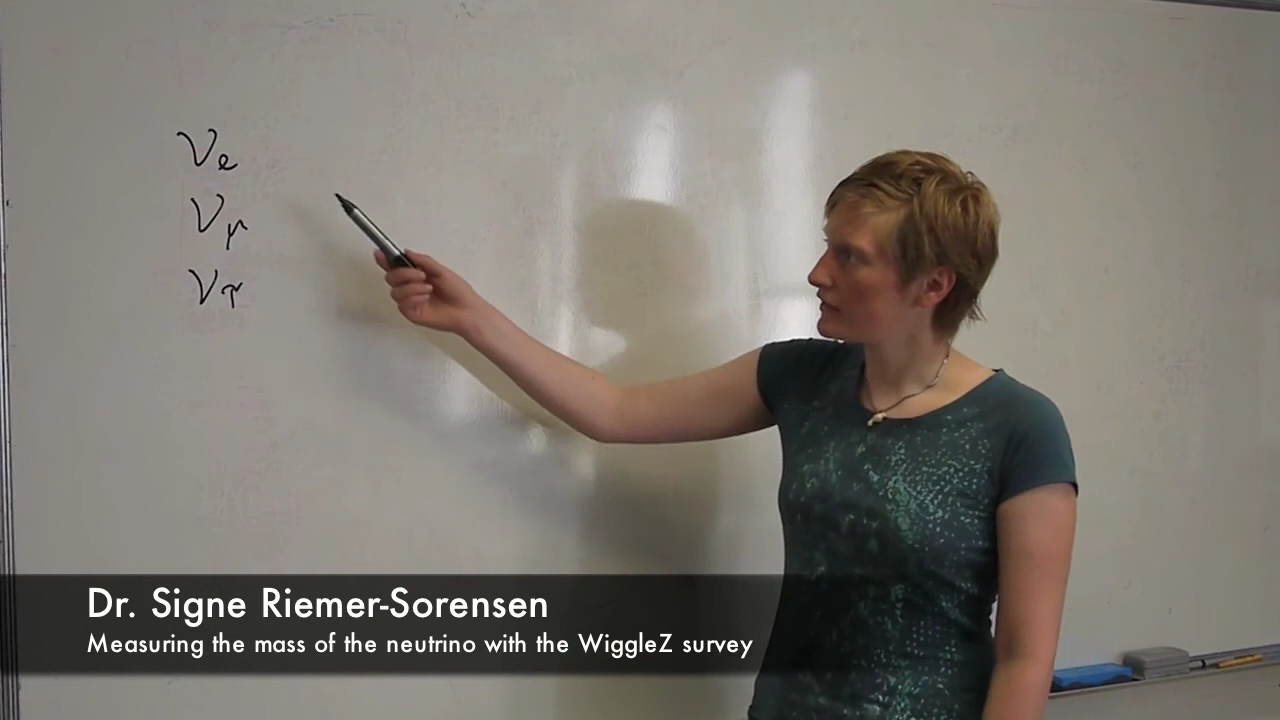 νe
νμ
ντ
Dr. Signe Riemer-Sorensen
Measuring the mass of the neutrino with the WiggleZ survey